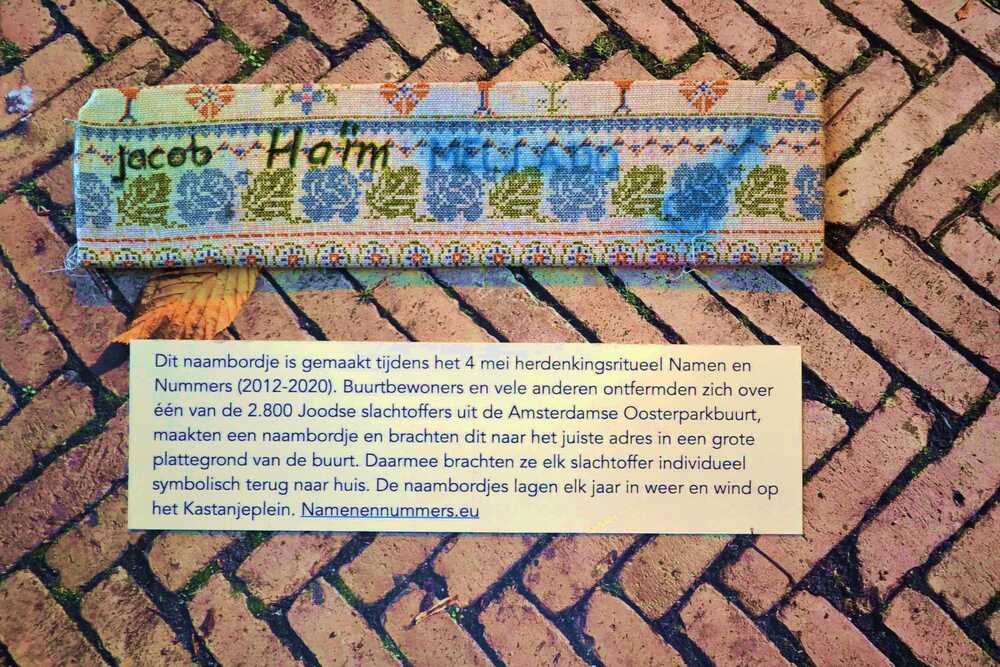 jacob Haïm
Dit naambordje is gemaakt tijdens het 4 mei herdenkingsritueel Namen en
Nummers (2012-2020). Buurtbewoners en vele anderen ontfermden zich over
één van de 2.800 Joodse slachtoffers uit de Amsterdamse Oosterparkbuurt,
maakten een naambordje en brachten dit naar het juiste adres in een grote
plattegrond van de buurt. Daarmee brachten ze elk slachtoffer individueel
symbolisch terug naar huis. De naambordjes lagen elk jaar in weer en wind op
het Kastanjeplein. Namenennummers.eu